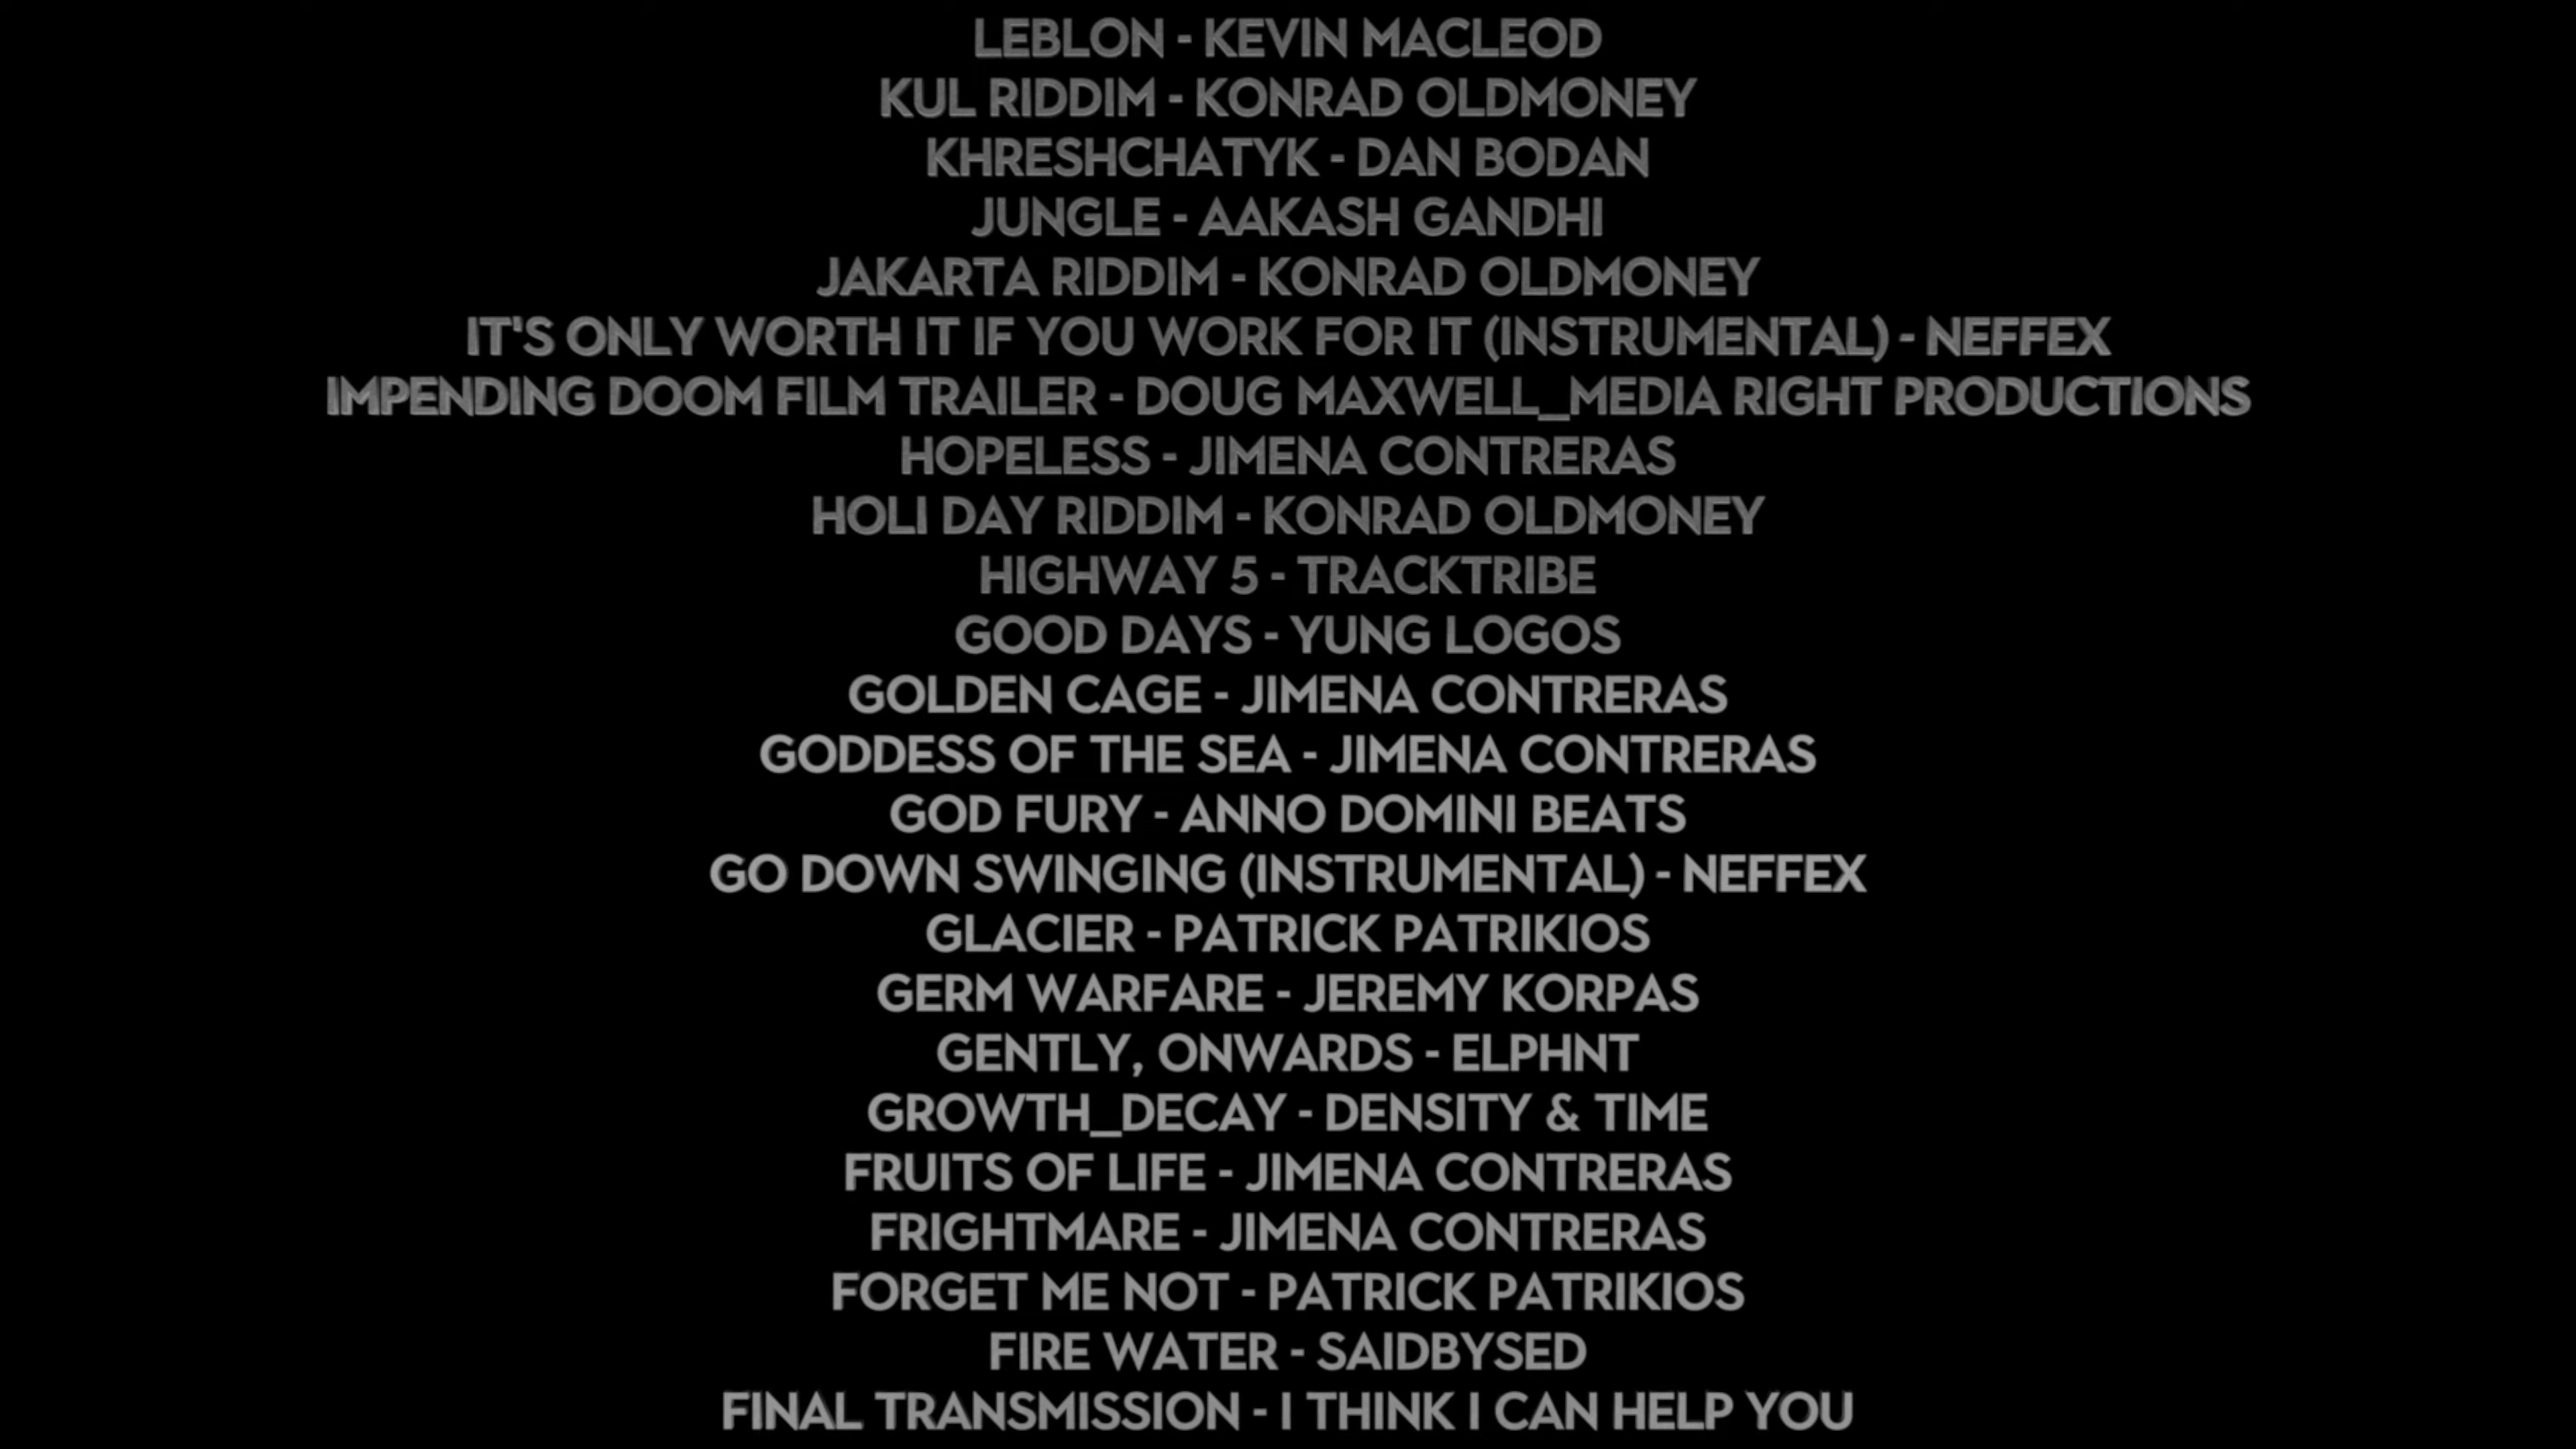 LEBLON - KEVIN MACLEOD
KUL RIDDIM - KONRAD OLDMONEY
KHRESHCHATYK - DAN BODAN
JUNGLE - AAKASH GANDHI
JAKARTA RIDDIM - KONRAD OLDMONEY
IT'S ONLY WORTH IT IF YOU WORK FOR IT (INSTRUMENTAL) - NEFFEX
IMPENDING DOOM FILM TRAILER - DOUG MAXWELL_MEDIA RIGHT PRODUCTIONS
HOPELESS - JIMENA CONTRERAS
HOLI DAY RIDDIM - KONRAD OLDMONEY
HIGHWAY 5 - TRACKTRIBE
GOOD DAYS - YUNG LOGOS
GOLDEN CAGE - JIMENA CONTRERAS
GODDESS OF THE SEA - JIMENA CONTRERAS
GOD FURY - ANNO DOMINI BEATS
GO DOWN SWINGING (INSTRUMENTAL) - NEFFEX
GLACIER - PATRICK PATRIKIOS
GERM WARFARE - JEREMY KORPAS
GENTLY, ONWARDS - ELPHNT
GROWTH_DECAY - DENSITY & TIME
FRUITS OF LIFE - JIMENA CONTRERAS
FRIGHTMARE - JIMENA CONTRERAS
FORGET ME NOT - PATRICK PATRIKIOS
FIRE WATER - SAIDBYSED
FINAL TRANSMISSION - I THINK I CAN HELP YOU